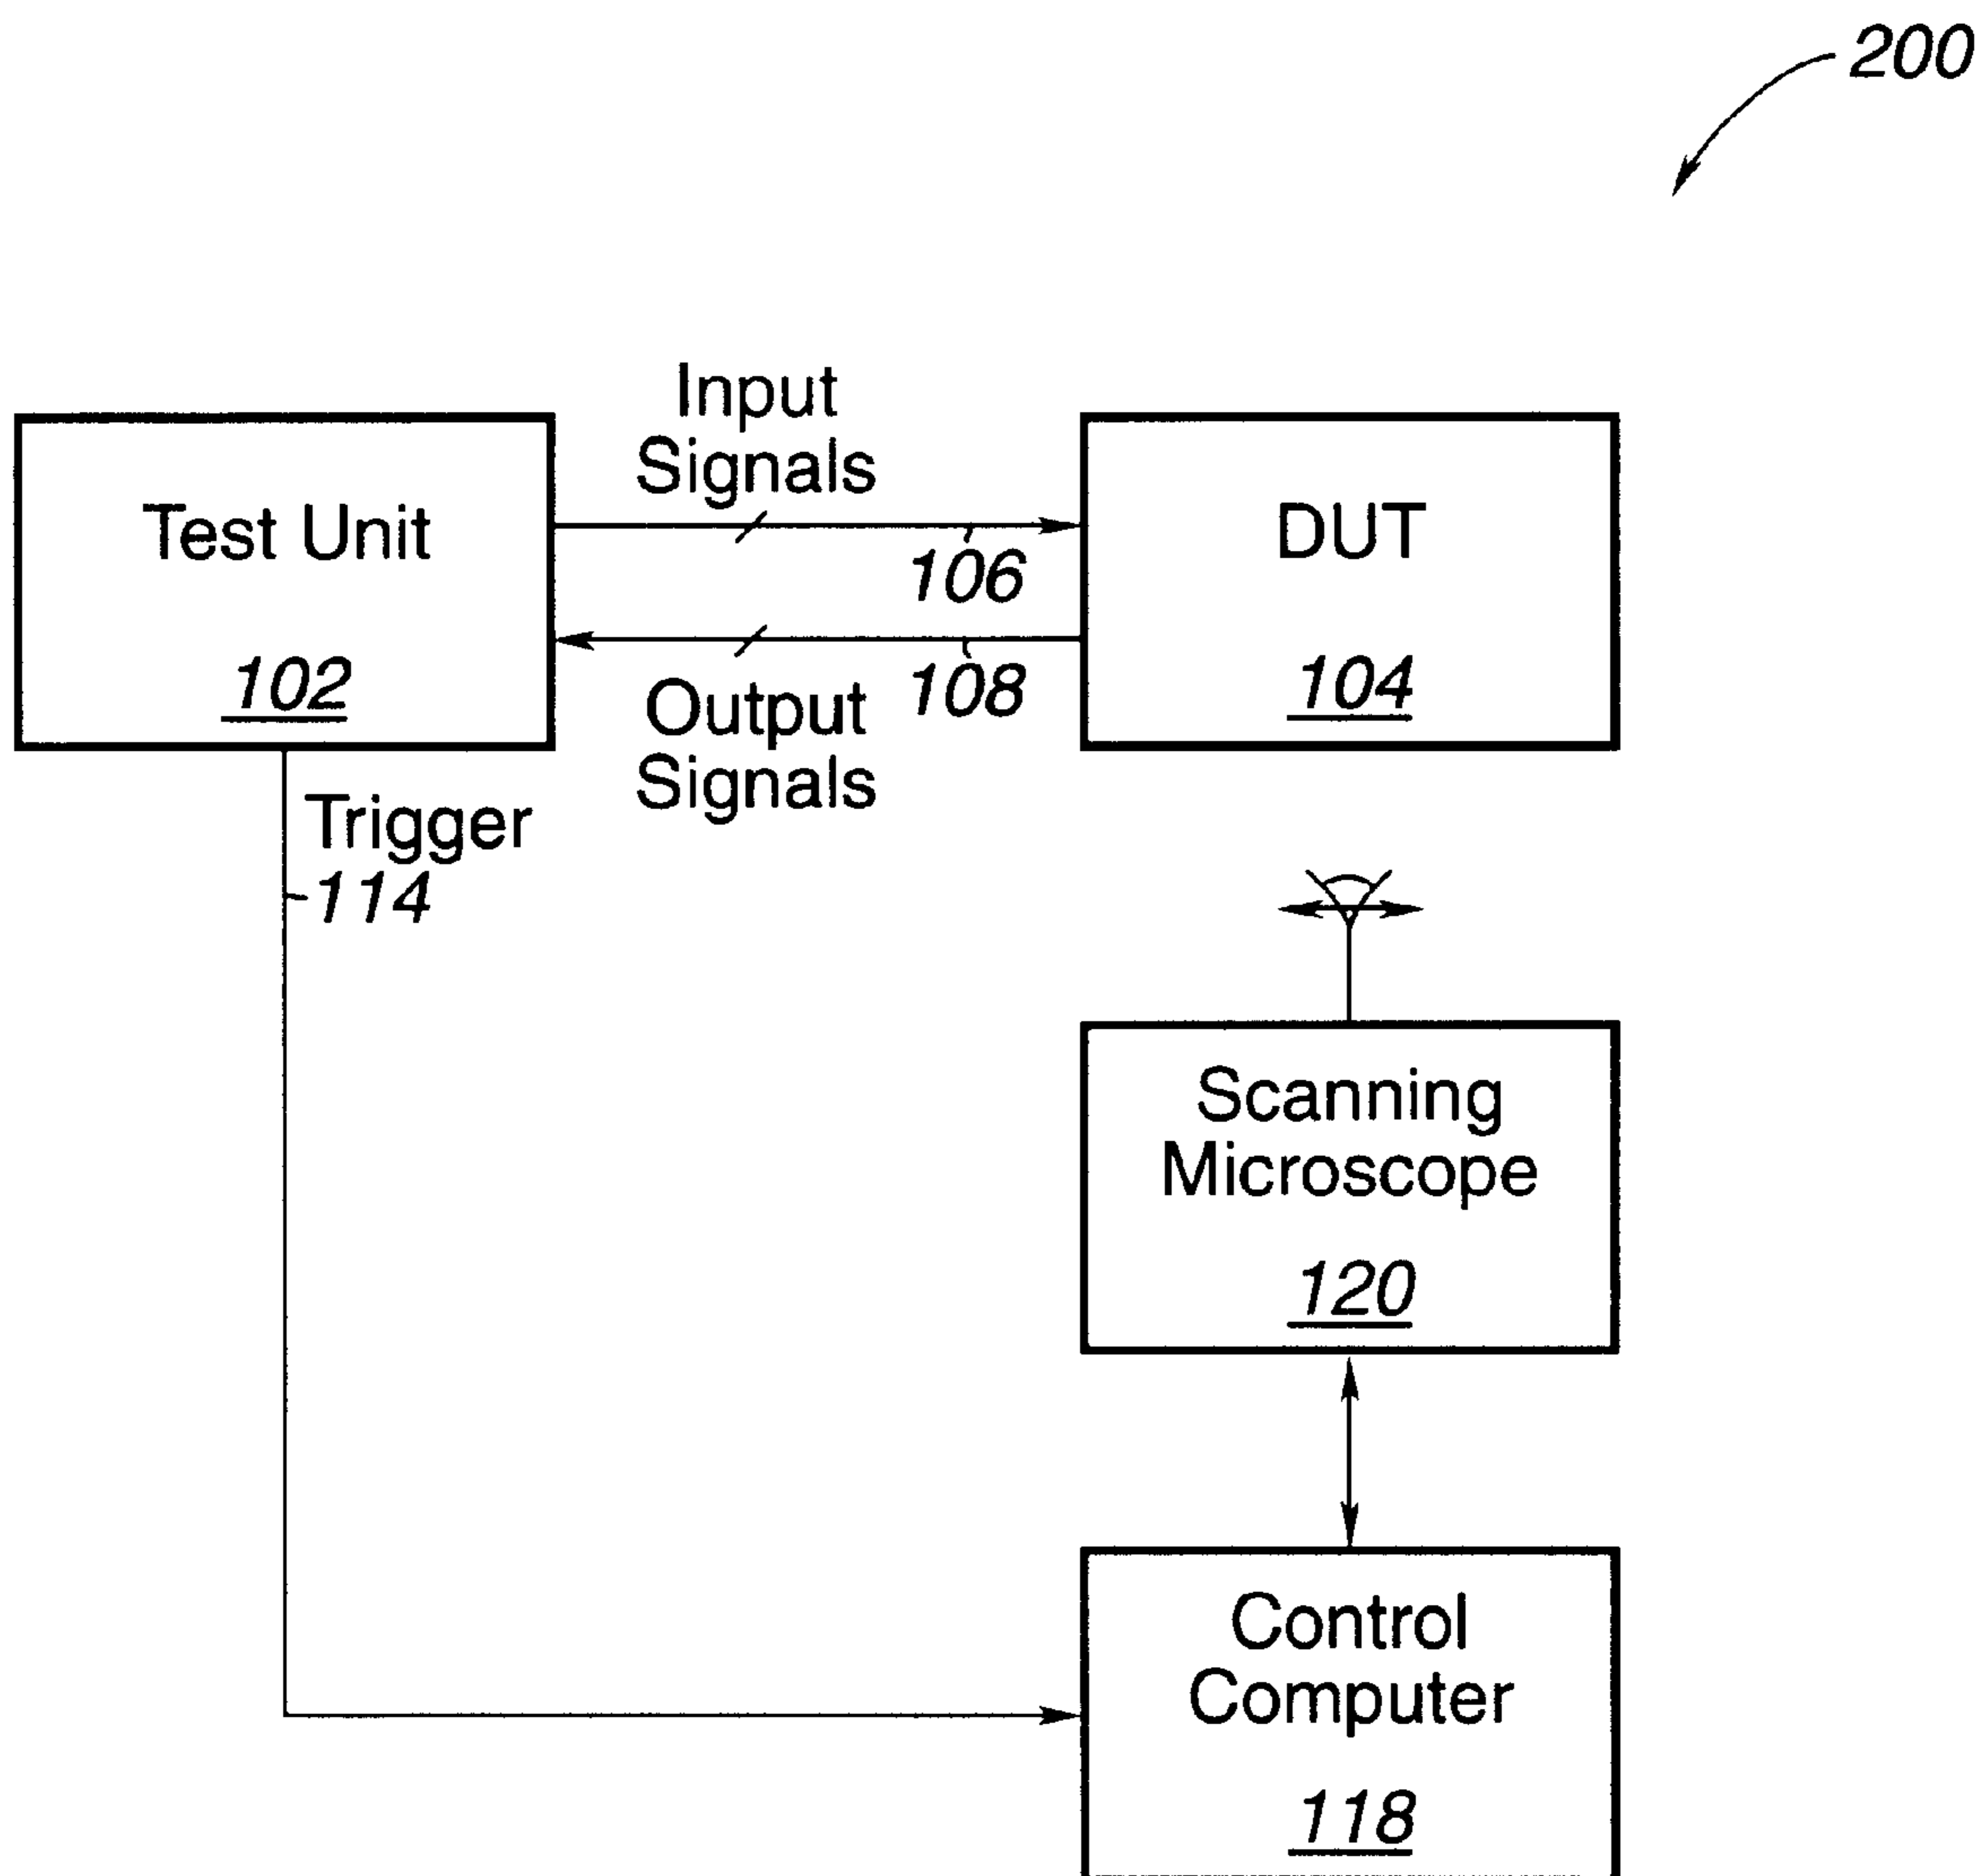 200
Input
Signals
Test Unit
DUT
106
102
108
104
Output
Signals
Trigger
114
Scanning
Microscope
120
Control
Computer
118